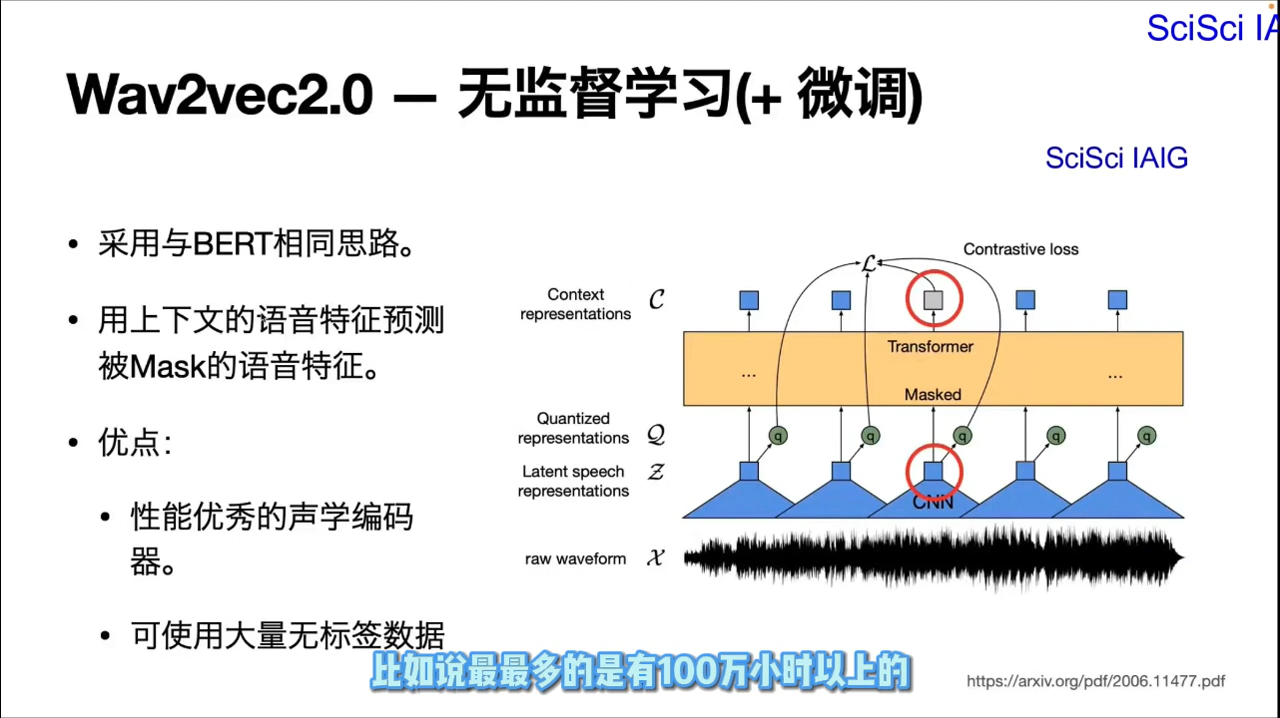 SciSci IA
Wav2vec2.0 — 无监督学习(+ 微调)
SciSci IAIG
• 采用与BERT相同思路。
• 用上下文的语音特征预测
被Mask的语音特征。
• 优点：
• 性能优秀的声学编码
器。
• 可使用大量无标签数据
Contrastive loss
ℒ
Context
representations 𝒞
Transformer
... ...
Masked
Quantized
representations 𝒬
q q q q q
Latent speech
representations 𝒵
CNN
raw waveform 𝒳
比如说最最多的是有100万小时以上的
https://arxiv.org/pdf/2006.11477.pdf